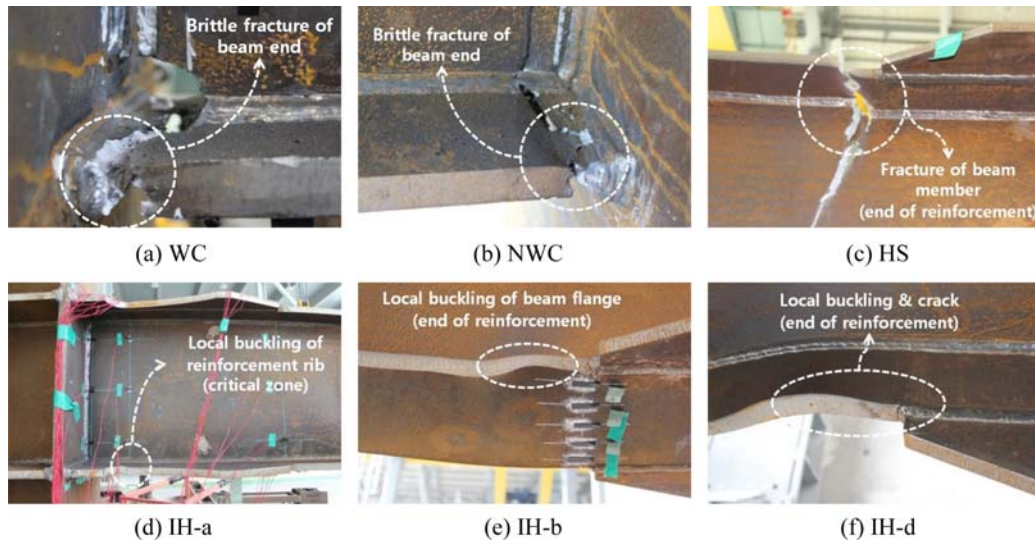 Brittle fracture of
beam end
Brittle fracture of
beam end
Fracture of beam
member
(end of reinforcement)
(a) WC
(b) NWC
(c) HS
Local buckling of
reinforcement rib
(critical zone)
Local buckling of beam flange
(end of reinforcement)
Local buckling & crack
(end of reinforcement)
(d) IH-a
(e) IH-b
(f) IH-d